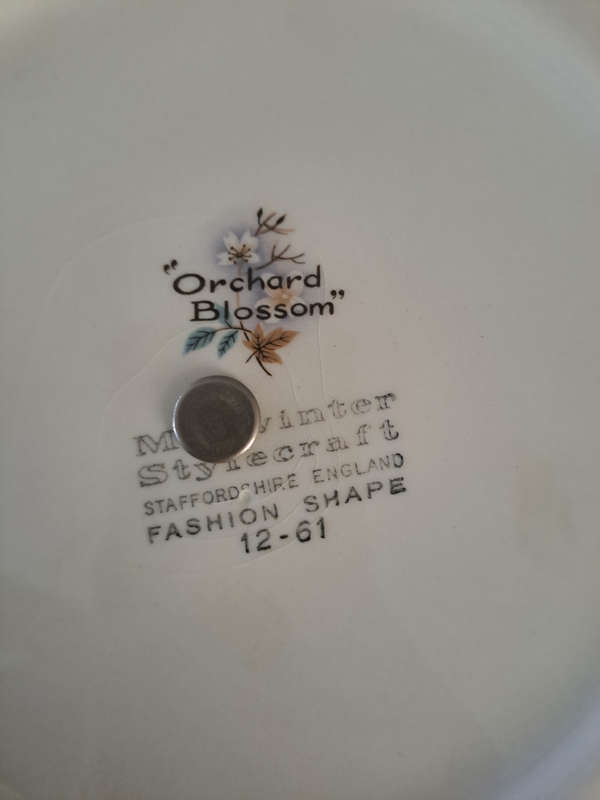 "Orchard
Blossom"
Stylecraft
STAFFORDSHIRE ENGLAND
FASHION SHAPE
12-61